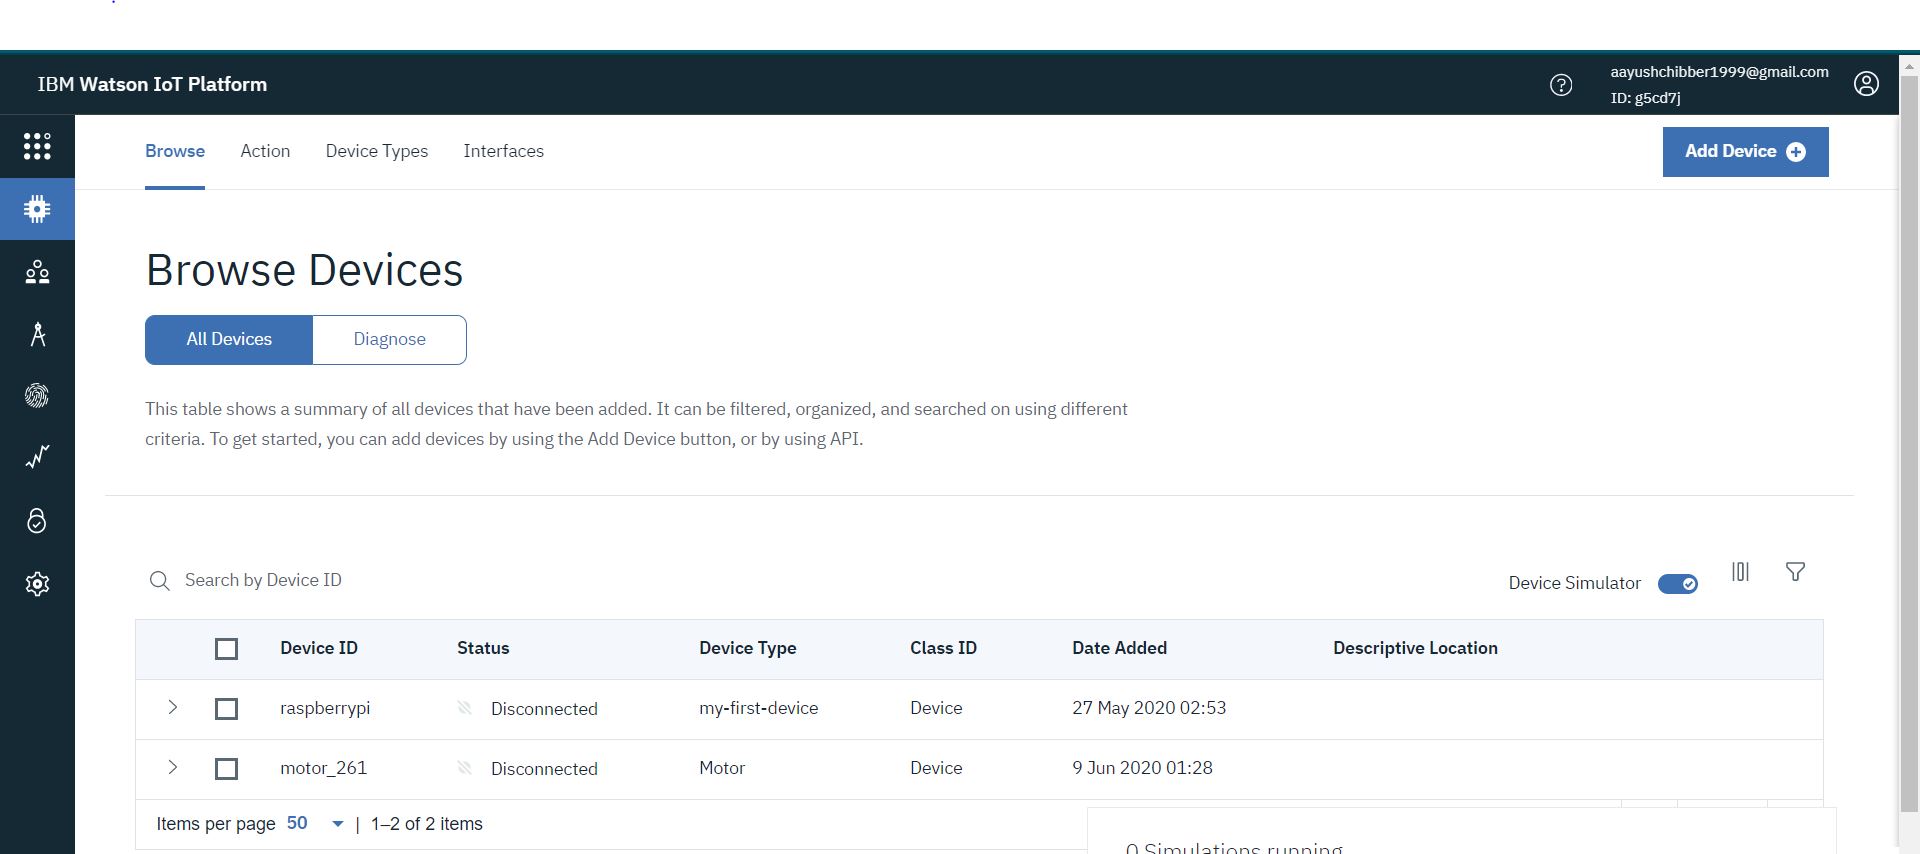 IBM Watson IoT Platform
aayushchibber1999@gmail.com
ID: g5cd7j
Browse Action Device Types Interfaces
Add Device
Browse Devices
All Devices Diagnose
This table shows a summary of all devices that have been added. It can be filtered, organized, and searched on using different
criteria. To get started, you can add devices by using the Add Device button, or by using API.
Search by Device ID
Device Simulator
Device ID Status Device Type Class ID Date Added Descriptive Location
raspberrypi Disconnected my-first-device Device 27 May 2020 02:53
motor_261 Disconnected Motor Device 9 Jun 2020 01:28
Items per page 50 | 1–2 of 2 items
0 Simulations running